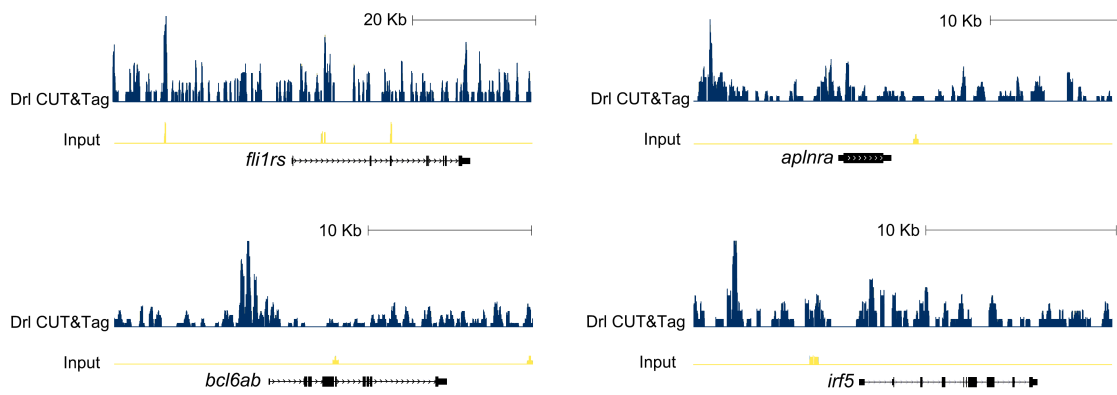 20 Kb
Drl CUT&Tag
Input
fli1rs
10 Kb
Drl CUT&Tag
Input
aplnra
10 Kb
Drl CUT&Tag
Input
bcl6ab
10 Kb
Drl CUT&Tag
Input
irf5